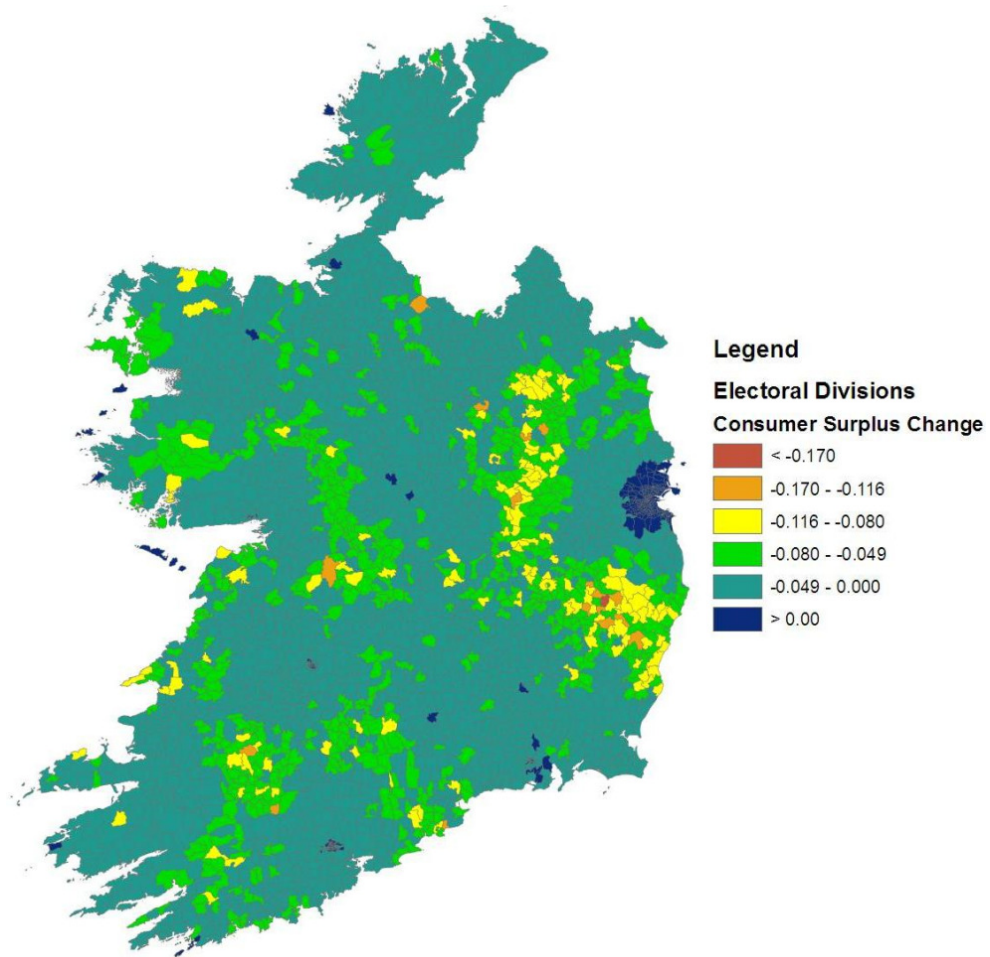 Legend
Electoral Divisions
Consumer Surplus Change
< -0.170
-0.170 - -0.116
-0.116 - -0.080
-0.080 - -0.049
-0.049 - 0.000
> 0.00